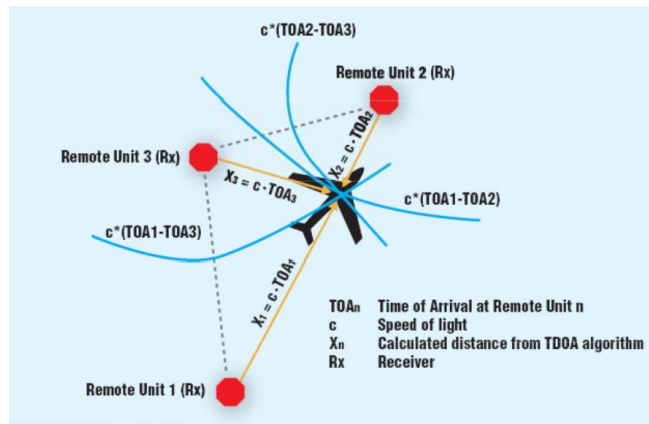 c*(TOA2-TOA3)
Remote Unit 2 (Rx)
X2 = c · TOA2
Remote Unit 3 (Rx)
X3 = c · TOA3
c*(TOA1-TOA2)
c*(TOA1-TOA3)
X1 = c · TOA1
TOAn Time of Arrival at Remote Unit n
c Speed of light
Xn Calculated distance from TDOA algorithm
Rx Receiver
Remote Unit 1 (Rx)